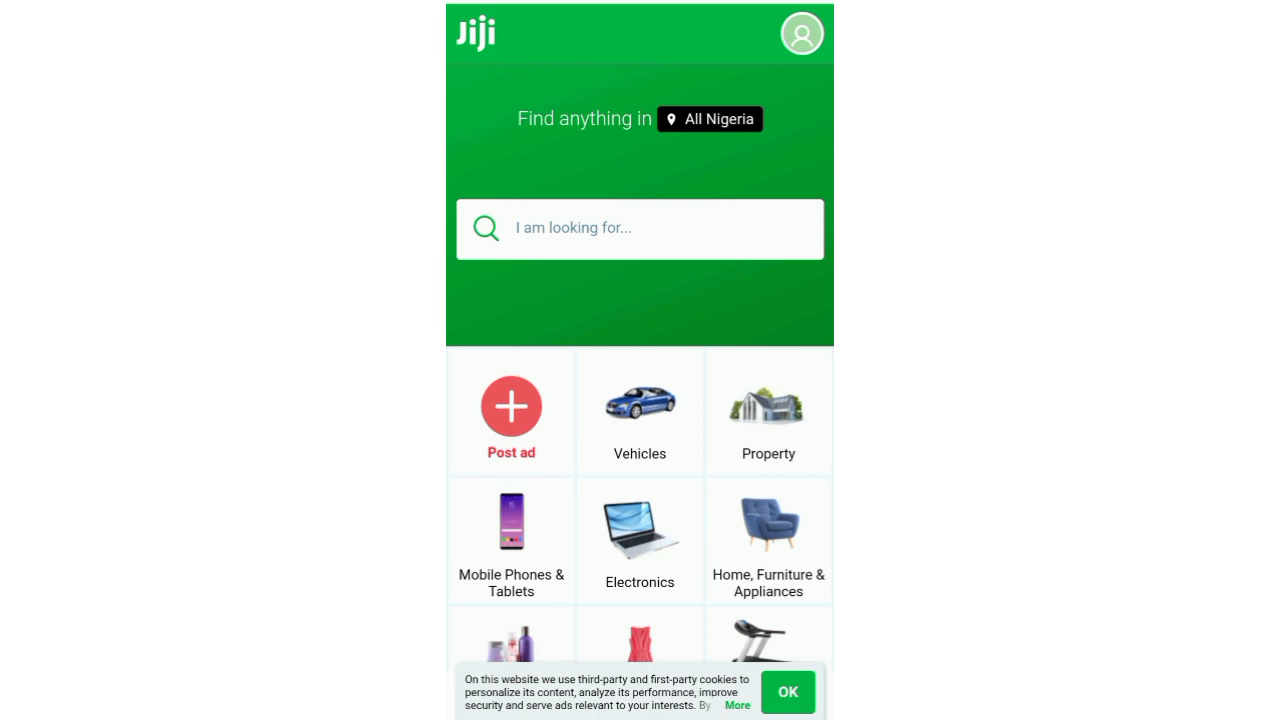 Jiji
Find anything in All Nigeria
I am looking for...
Post ad
Vehicles
Property
Mobile Phones &
Tablets
Electronics
Home, Furniture &
Appliances
On this website we use third-party and first-party cookies to
personalize its content, analyze its performance, improve
security and serve ads relevant to your interests. By More
OK